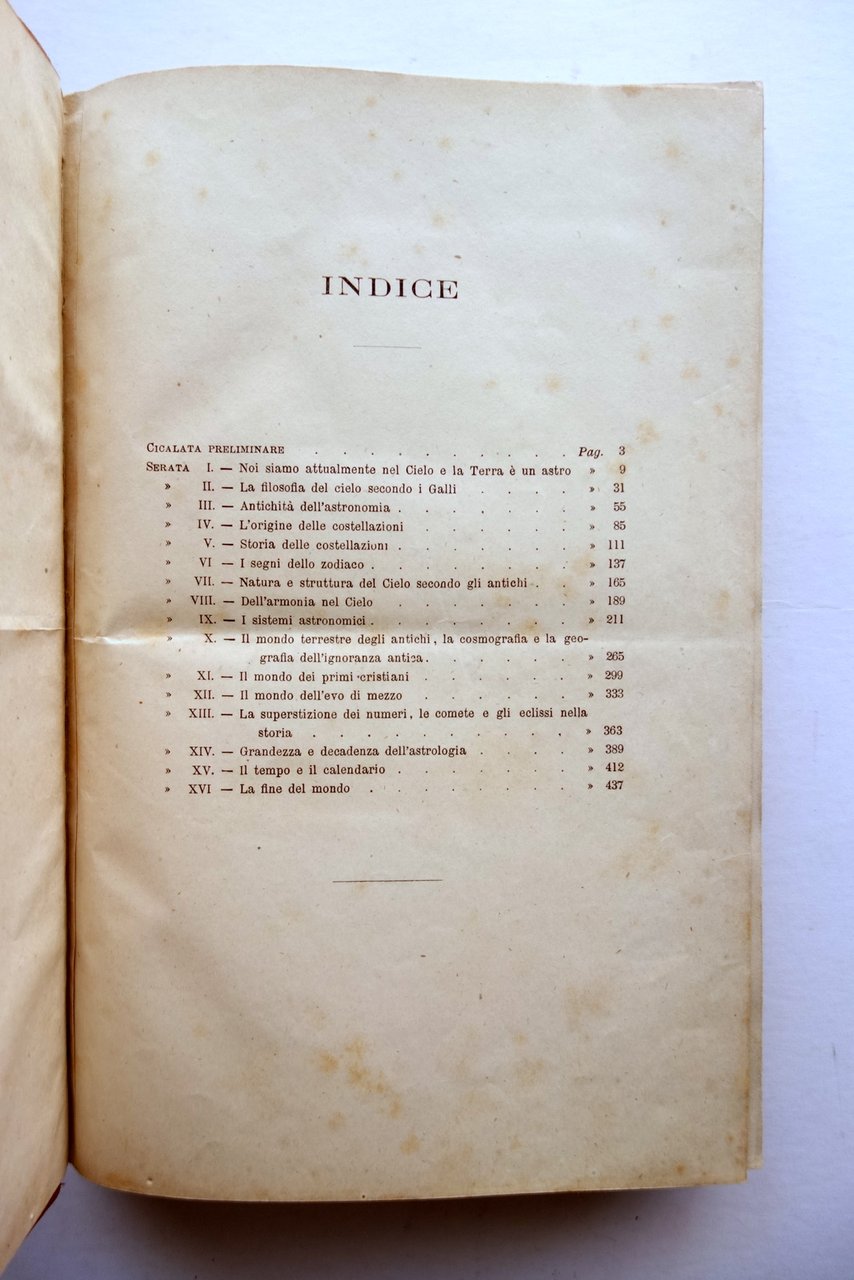 INDICE
CICALATA PRELIMINARE . . . . . . . . . . Pag. 3
SERATA I. — Noi siamo attualmente nel Cielo e la Terra è un astro » 9
» II. — La filosofia del cielo secondo i Galli . . . . » 31
» III. — Antichità dell'astronomia . . . . . . . » 55
» IV. — L'origine delle costellazioni . . . . . . » 85
» V. — Storia delle costellazioni . . . . . . . » 111
» VI — I segni dello zodiaco . . . . . . . . » 137
» VII. — Natura e struttura del Cielo secondo gli antichi . . » 165
» VIII. — Dell'armonia nel Cielo . . . . . . . » 189
» IX. — I sistemi astronomici . . . . . . . . » 211
» X. — Il mondo terrestre degli antichi, la cosmografia e la geo-
grafia dell'ignoranza antica . . . . . . » 265
» XI. — Il mondo dei primi cristiani . . . . . . » 299
» XII. — Il mondo dell'evo di mezzo . . . . . . » 333
» XIII. — La superstizione dei numeri, le comete e gli eclissi nella
storia . . . . . . . . . . » 363
» XIV. — Grandezza e decadenza dell'astrologia . . . . » 389
» XV. — Il tempo e il calendario . . . . . . . » 412
» XVI — La fine del mondo . . . . . . . . » 437